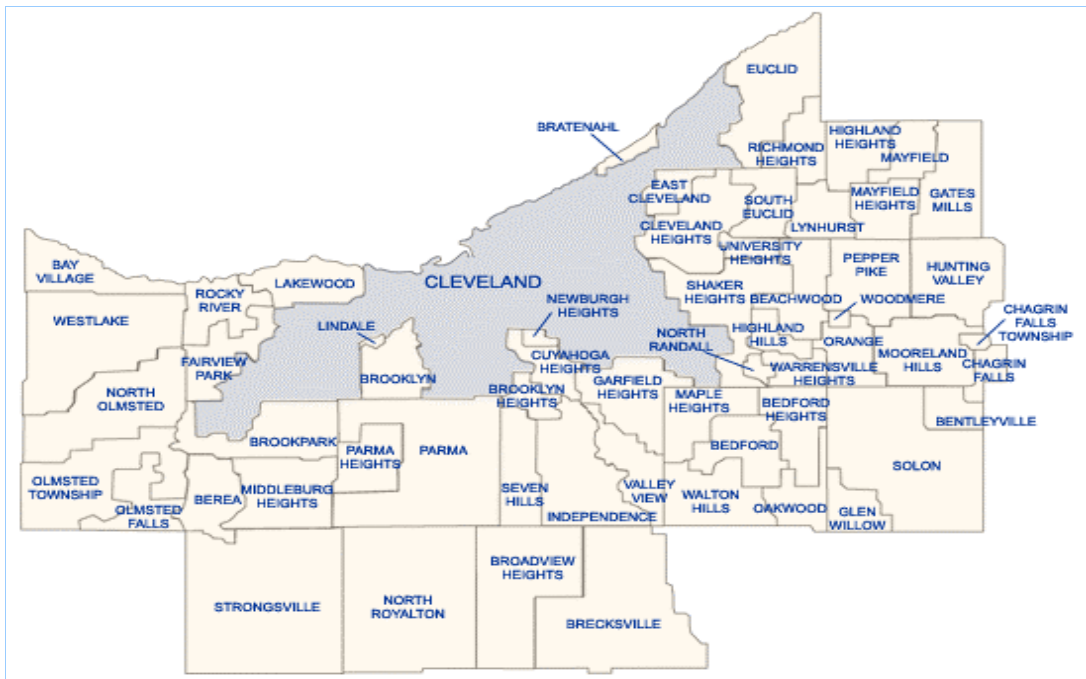 EUCLID
BRATENAHL
HIGHLAND
HEIGHTS
RICHMOND
HEIGHTS
MAYFIELD
EAST
CLEVELAND
SOUTH
EUCLID
MAYFIELD
HEIGHTS
GATES
MILLS
CLEVELAND
HEIGHTS
LYNHURST
UNIVERSITY
HEIGHTS
BAY
VILLAGE
LAKEWOOD
CLEVELAND
PEPPER
PIKE
HUNTING
VALLEY
ROCKY
RIVER
SHAKER
HEIGHTS
BEACHWOOD
WOODMERE
NEWBURGH
HEIGHTS
WESTLAKE
LINDALE
NORTH
RANDALL
HIGHLAND
HILLS
ORANGE
CHAGRIN
FALLS
TOWNSHIP
FAIRVIEW
PARK
CUYAHOGA
HEIGHTS
MOORELAND
HILLS
CHAGRIN
FALLS
BROOKLYN
BROOKLYN
HEIGHTS
GARFIELD
HEIGHTS
WARRENSVILLE
HEIGHTS
NORTH
OLMSTED
MAPLE
HEIGHTS
BEDFORD
HEIGHTS
BENTLEYVILLE
BROOKPARK
PARMA
HEIGHTS
PARMA
BEDFORD
SOLON
OLMSTED
TOWNSHIP
BEREA
MIDDLEBURG
HEIGHTS
SEVEN
HILLS
VALLEY
VIEW
WALTON
HILLS
OAKWOOD
OLMSTED
FALLS
INDEPENDENCE
GLEN
WILLOW
BROADVIEW
HEIGHTS
STRONGSVILLE
NORTH
ROYALTON
BRECKSVILLE